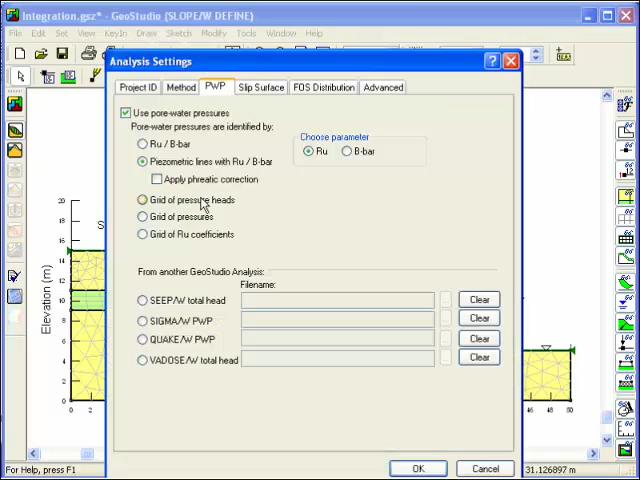 Integration.gsz* - GeoStudio (SLOPE/W DEFINE)
File Edit Set View KeyIn Draw Sketch Modify Tools Window Help
Analysis Settings
Project ID Method PWP Slip Surface FOS Distribution Advanced
Use pore-water pressures
Pore-water pressures are identified by:
Choose parameter
Ru / B-bar
Ru B-bar
Piezometric lines with Ru / B-bar
Apply phreatic correction
Grid of pressure heads
Grid of pressures
Grid of Ru coefficients
From another GeoStudio Analysis:
Filename:
SEEP/W total head Clear
SIGMA/W PWP Clear
QUAKE/W PWP Clear
VADOSE/W total head Clear
OK Cancel
Elevation (m)
20
18
16
S
14
12
10
8
6
4
2
0
0 2
46 48 50
For Help, press F1
31.126897 m